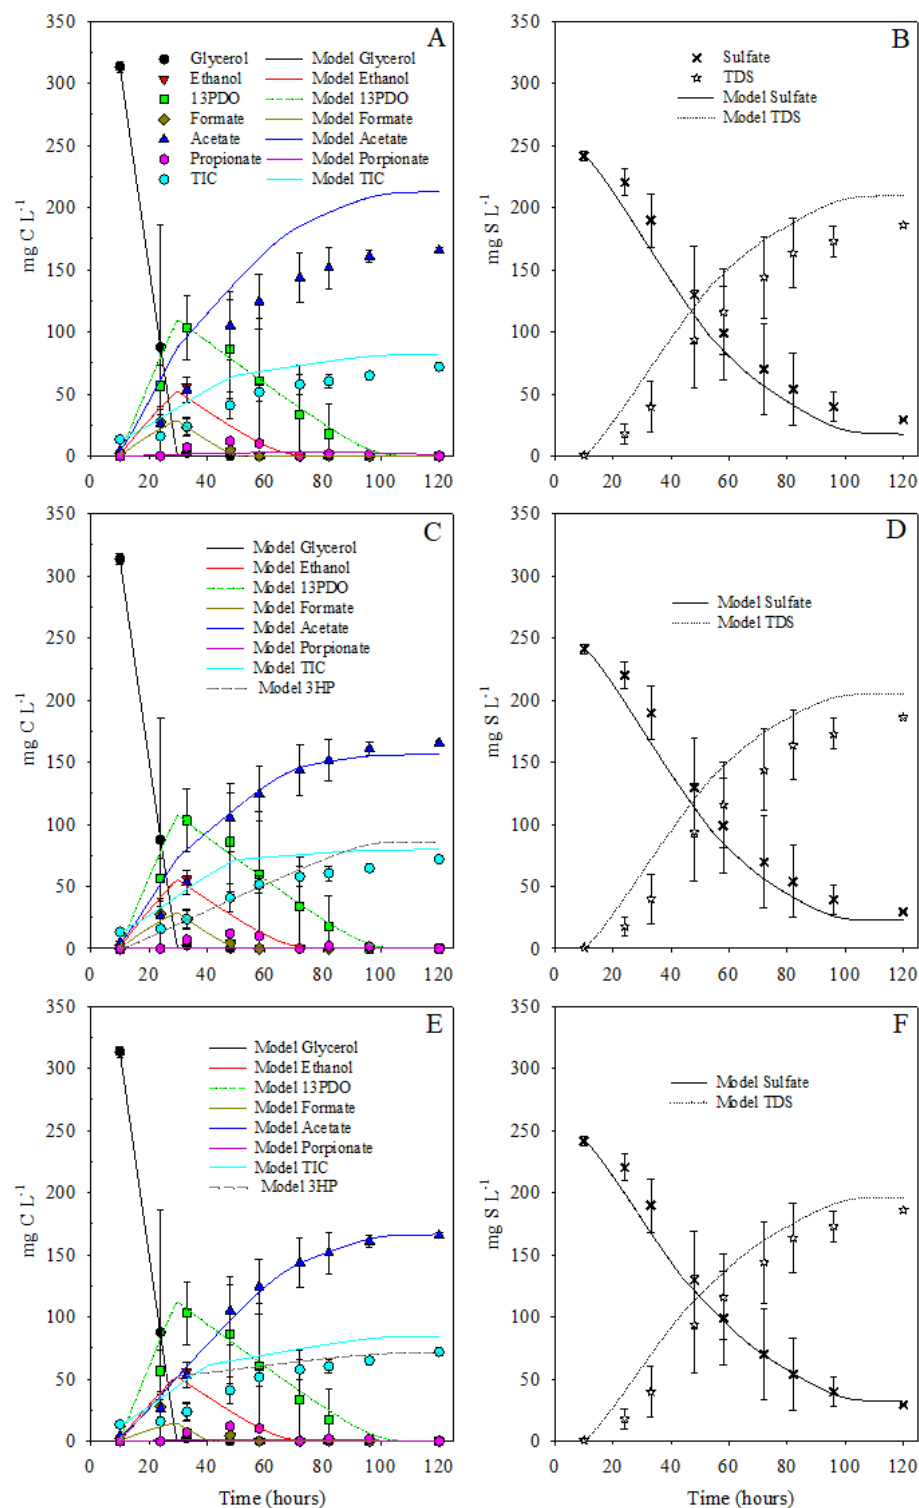 A
Glycerol Model Glycerol
Ethanol Model Ethanol
13PDO Model 13PDO
Formate Model Formate
Acetate Model Acetate
Propionate Model Porpionate
TIC Model TIC
mg C L-1
350
300
250
200
150
100
50
0
0 20 40 60 80 100 120
B
Sulfate
TDS
Model Sulfate
Model TDS
mg S L-1
350
300
250
200
150
100
50
0
0 20 40 60 80 100 120
C
Model Glycerol
Model Ethanol
Model 13PDO
Model Formate
Model Acetate
Model Porpionate
Model TIC
Model 3HP
mg C L-1
350
300
250
200
150
100
50
0
0 20 40 60 80 100 120
D
Model Sulfate
Model TDS
mg S L-1
350
300
250
200
150
100
50
0
0 20 40 60 80 100 120
E
Model Glycerol
Model Ethanol
Model 13PDO
Model Formate
Model Acetate
Model Porpionate
Model TIC
Model 3HP
mg C L-1
350
300
250
200
150
100
50
0
0 20 40 60 80 100 120
Time (hours)
F
Model Sulfate
Model TDS
mg S L-1
350
300
250
200
150
100
50
0
0 20 40 60 80 100 120
Time (hours)